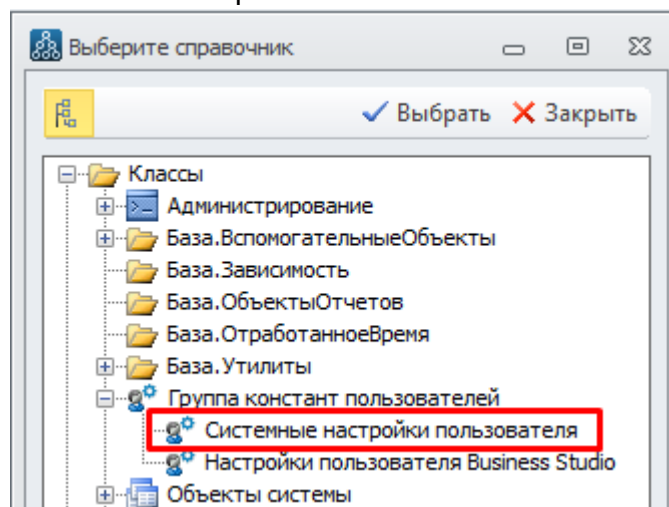 Выберите справочник
Выбрать Закрыть
Классы
Администрирование
База.ВспомогательныеОбъекты
База.Зависимость
База.ОбъектыОтчетов
База.ОтработанноеВремя
База.Утилиты
Группа констант пользователей
Системные настройки пользователя
Настройки пользователя Business Studio
Объекты системы